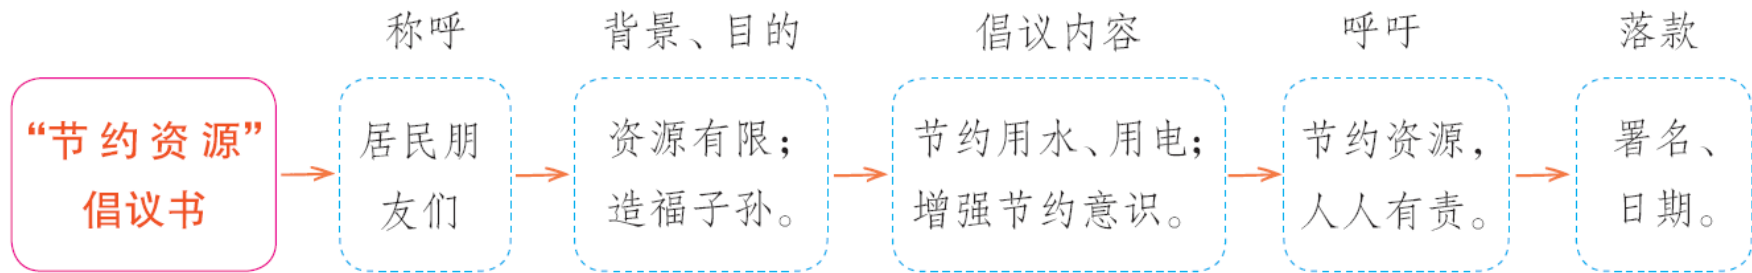 称呼
背景、目的
倡议内容
呼吁
落款
“节约资源”
倡议书
居民朋
友们
资源有限；
造福子孙。
节约用水、用电；
增强节约意识。
节约资源，
人人有责。
署名、
日期。